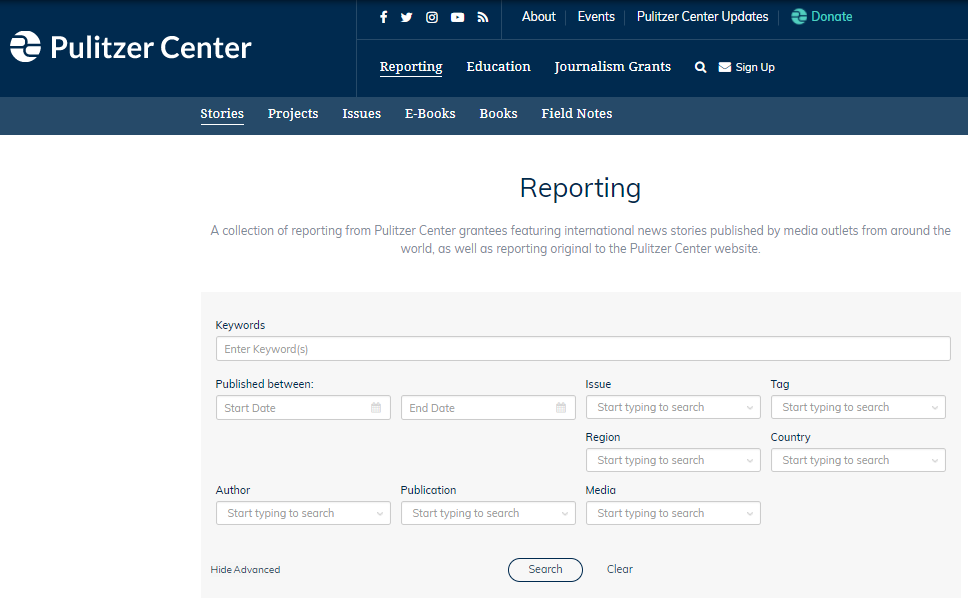 Pulitzer Center
About Events Pulitzer Center Updates Donate
Reporting Education Journalism Grants Sign Up
Stories Projects Issues E-Books Books Field Notes
Reporting
A collection of reporting from Pulitzer Center grantees featuring international news stories published by media outlets from around the
world, as well as reporting original to the Pulitzer Center website.
Keywords
Enter Keyword(s)
Published between: Issue Tag
Start Date End Date Start typing to search Start typing to search
Region Country
Start typing to search Start typing to search
Author Publication Media
Start typing to search Start typing to search Start typing to search
Hide Advanced Search Clear